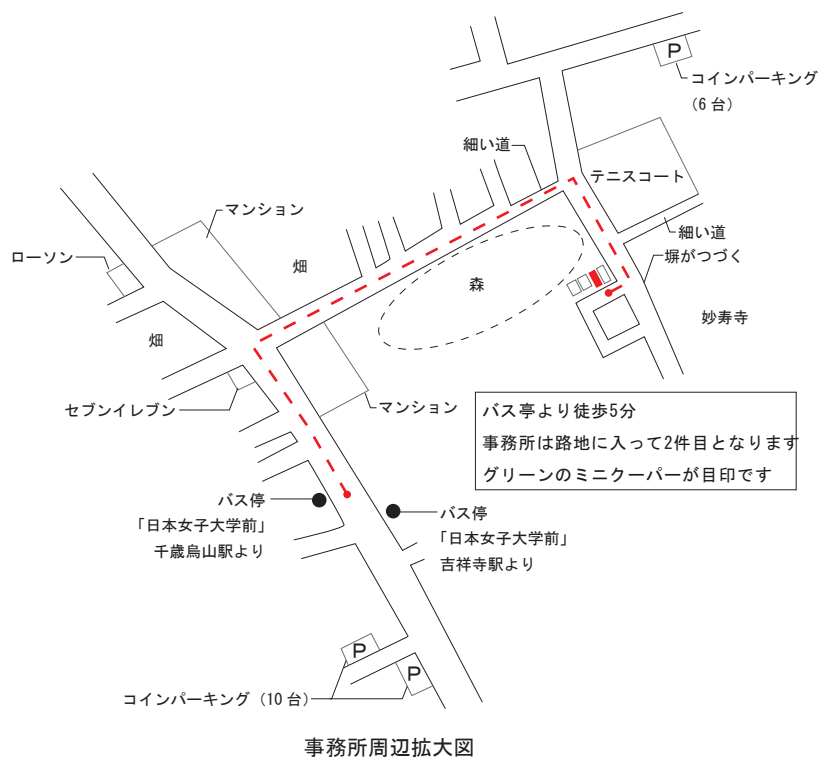 P
コインパーキング
（6 台）
細い道
テニスコート
マンション
細い道
ローソン
畑
塀がつづく
森
妙寿寺
畑
セブンイレブン
マンション
バス亭より徒歩5分
事務所は路地に入って2件目となります
グリーンのミニクーパーが目印です
バス停
「日本女子大学前」
千歳烏山駅より
バス停
「日本女子大学前」
吉祥寺駅より
P
P
コインパーキング（10 台）
事務所周辺拡大図